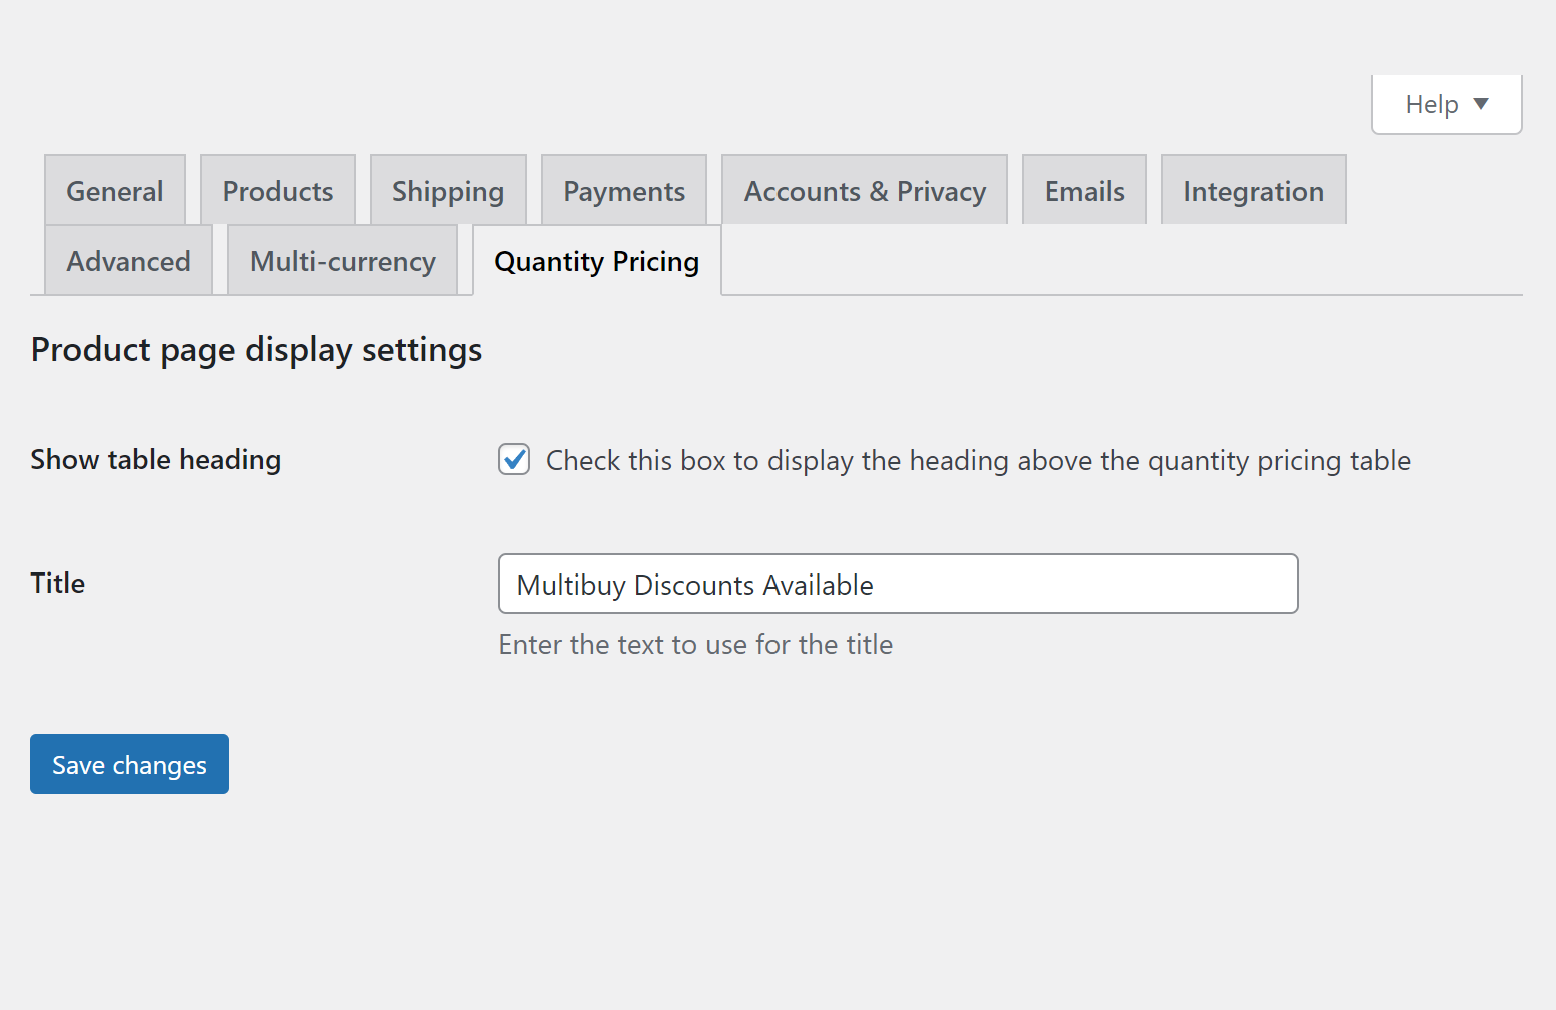 Help
General Products Shipping Payments Accounts & Privacy Emails Integration
Advanced Multi-currency Quantity Pricing
Product page display settings
Show table heading Check this box to display the heading above the quantity pricing table
Title Multibuy Discounts Available
Enter the text to use for the title
Save changes